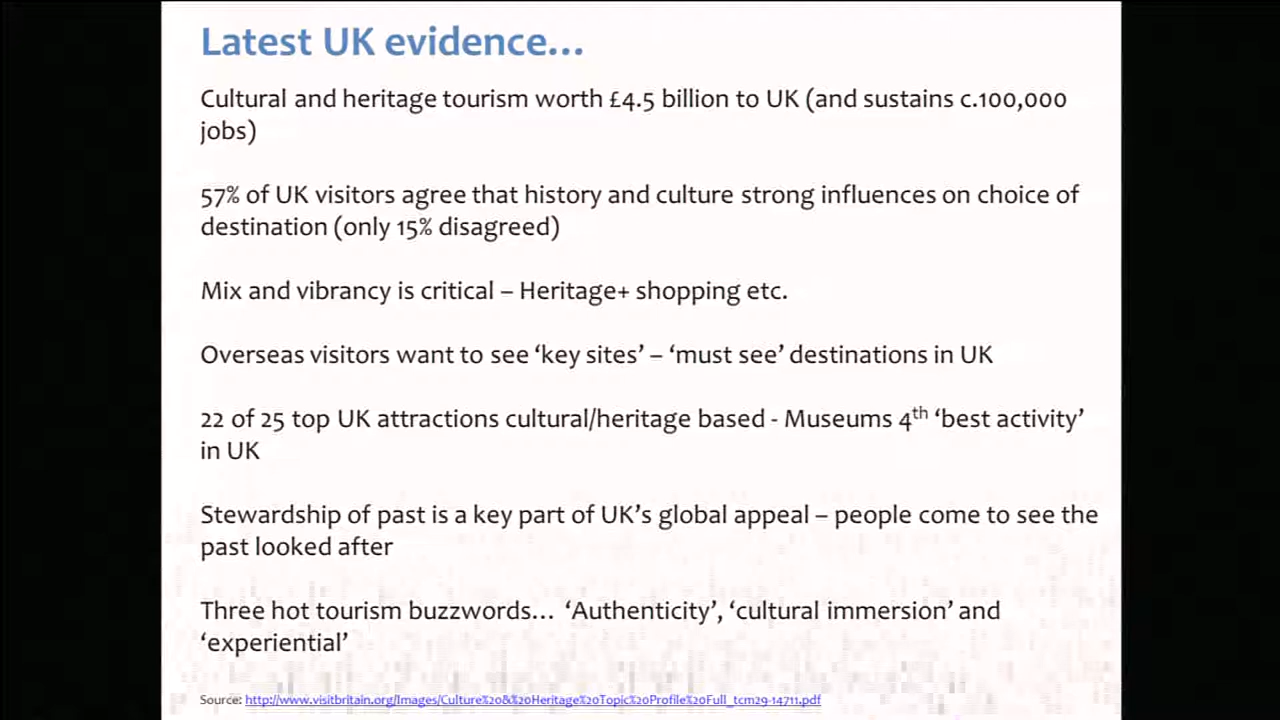 Latest UK evidence…
Cultural and heritage tourism worth £4.5 billion to UK (and sustains c.100,000
jobs)
57% of UK visitors agree that history and culture strong influences on choice of
destination (only 15% disagreed)
Mix and vibrancy is critical – Heritage+ shopping etc.
Overseas visitors want to see ‘key sites’ – ‘must see’ destinations in UK
22 of 25 top UK attractions cultural/heritage based - Museums 4th ‘best activity’
in UK
Stewardship of past is a key part of UK’s global appeal – people come to see the
past looked after
Three hot tourism buzzwords… ‘Authenticity’, ‘cultural immersion’ and
‘experiential’
Source: http://www.visitbritain.org/Images/Culture%20&%20Heritage%20Topic%20Profile%20Full_tcm29-14711.pdf